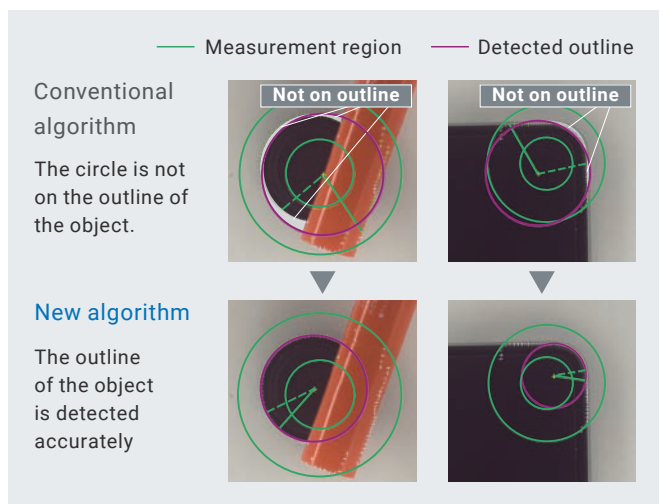 Measurement region
Detected outline
Conventional
algorithm
The circle is not
on the outline of
the object.
Not on outline
Not on outline
New algorithm
The outline
of the object
is detected
accurately